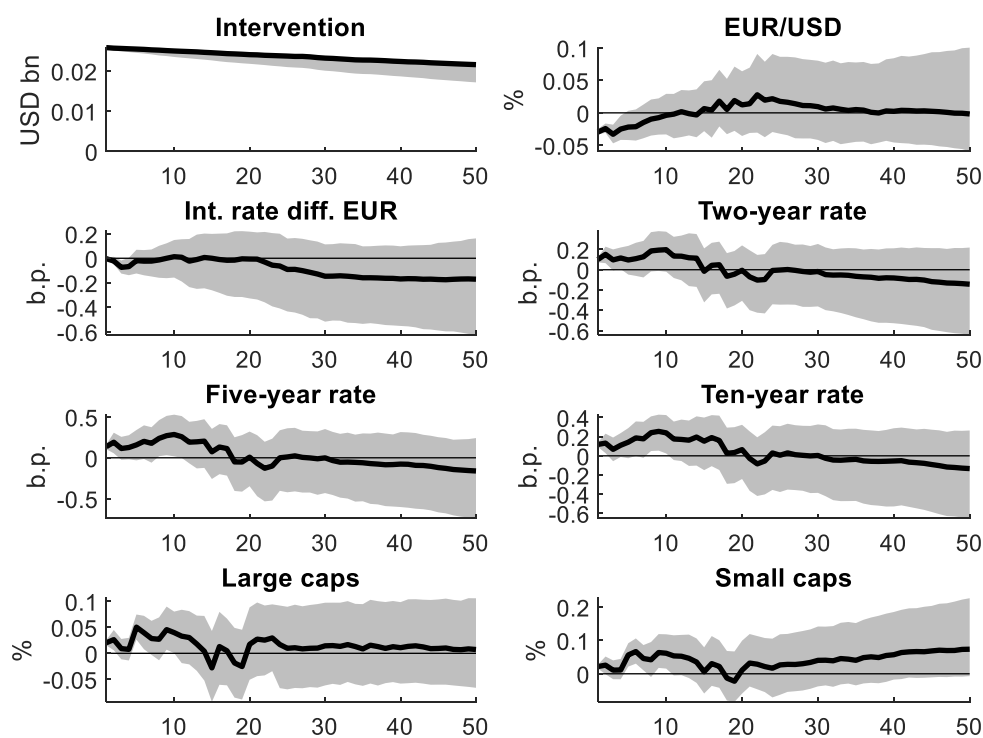 Intervention
USD bn
0.02
0.01
0
10 20 30 40 50
EUR/USD
%
0.1
0.05
0
-0.05
10 20 30 40 50
Int. rate diff. EUR
b.p.
0.2
0
-0.2
-0.4
-0.6
10 20 30 40 50
Two-year rate
b.p.
0.2
0
-0.2
-0.4
-0.6
10 20 30 40 50
Five-year rate
b.p.
0.5
0
-0.5
10 20 30 40 50
Ten-year rate
b.p.
0.4
0.2
0
-0.2
-0.4
-0.6
10 20 30 40 50
Large caps
%
0.1
0.05
0
-0.05
10 20 30 40 50
Small caps
%
0.2
0.1
0
10 20 30 40 50